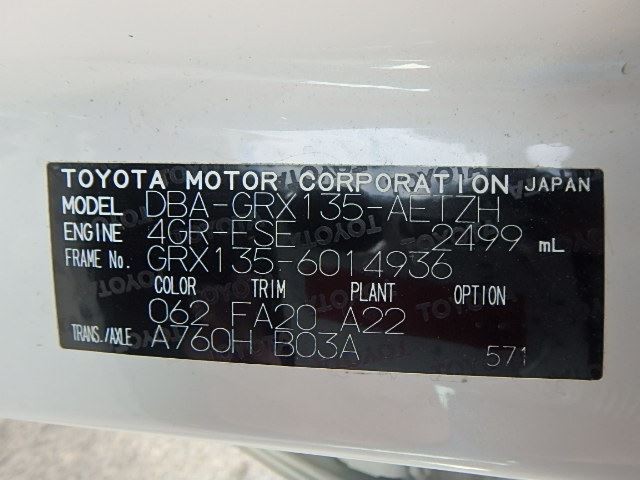 TOYOTA MOTOR CORPORATION JAPAN
MODEL DBA-GRX135-AETZH
ENGINE 4GR-FSE 2499 mL
FRAME No. GRX135-6014936
COLOR TRIM PLANT OPTION
062 FA20 A22
TRANS./AXLE A760H B03A 571